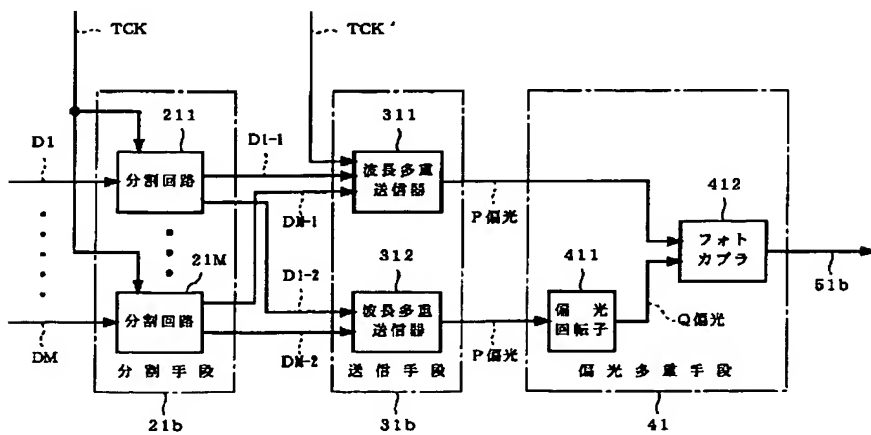 TCK
TCK'
211
311
D1
D1-1
分割回路
波長多重
送信器
412
DM-1
P偏光
フォト
カプラ
21M
312
411
D1-2
51b
分割回路
波長多重
送信器
偏光
回転子
Q偏光
DM
DM-2
P偏光
分割手段
送信手段
偏光多重手段
21b
31b
41